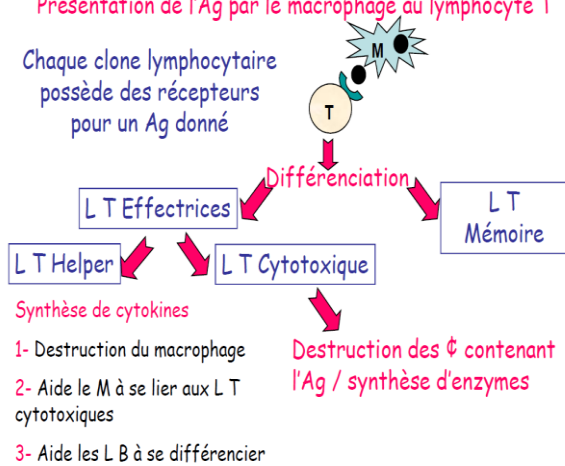 Présentation de l'Ag par le macrophage au lymphocyte T
M
Chaque clone lymphocytaire
possède des récepteurs
pour un Ag donné
T
Différenciation
L T Effectrices
L T
Mémoire
L T Helper
L T Cytotoxique
Synthèse de cytokines
1- Destruction du macrophage
2- Aide le M à se lier aux L T
cytotoxiques
3- Aide les L B à se différencier
Destruction des ¢ contenant
l'Ag / synthèse d'enzymes